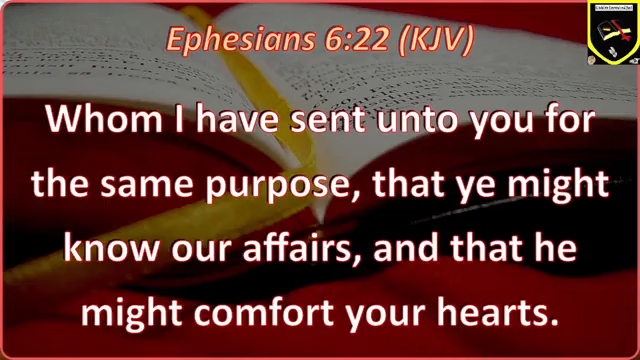 Ephesians 6:22 (KJV)
Whom I have sent unto you for
the same purpose, that ye might
know our affairs, and that he
might comfort your hearts.